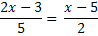 (2x − 3)/5 = (x − 5)/2